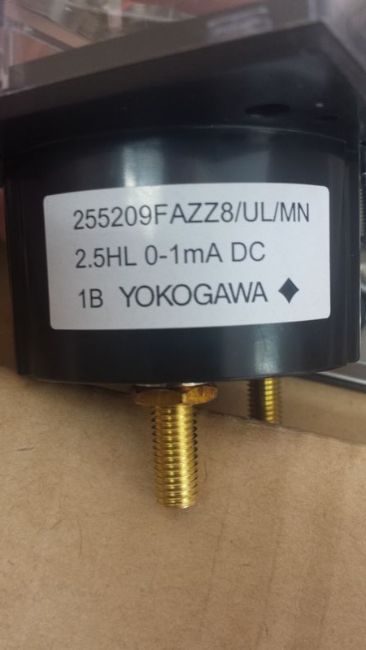 255209FAZZ8/UL/MN
2.5HL 0-1mA DC
1B YOKOGAWA ◆